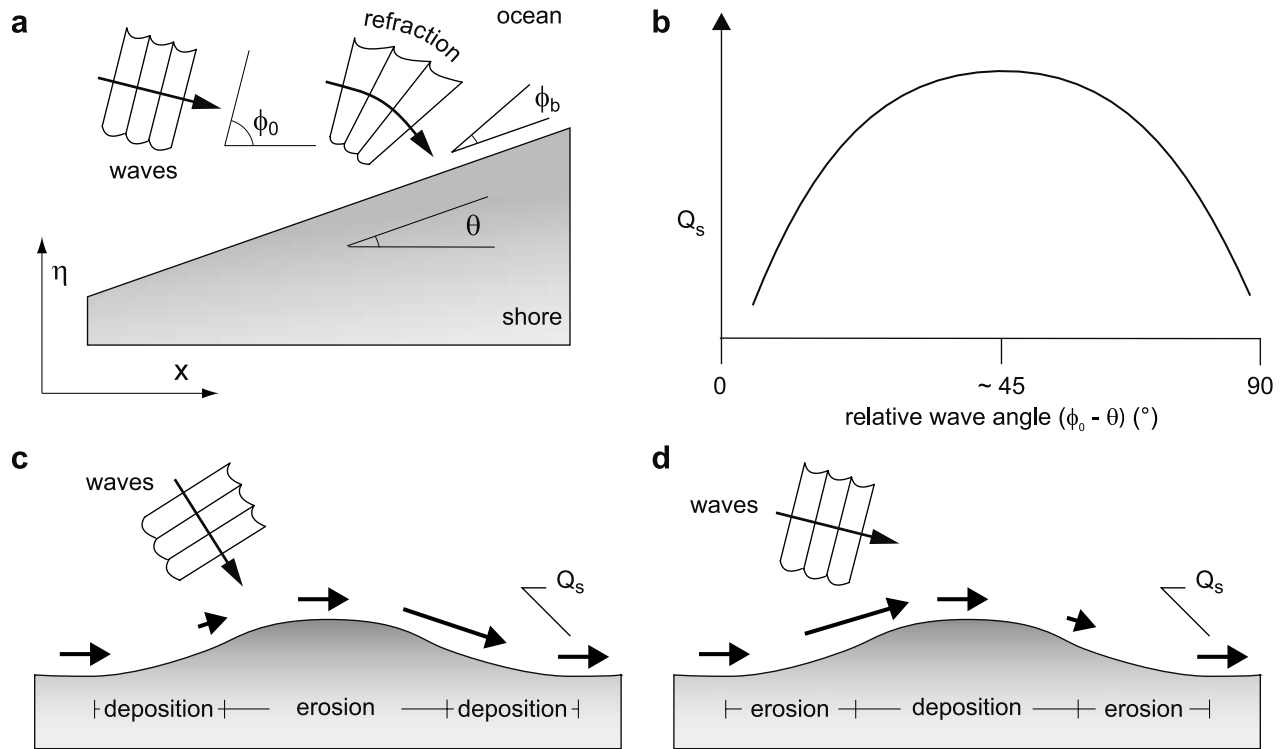 a
ocean
refraction
ϕ0
ϕb
waves
θ
η
shore
x
b
Qs
0
~ 45
90
relative wave angle (ϕ0 - θ) (°)
c
waves
Qs
deposition
erosion
deposition
d
waves
Qs
erosion
deposition
erosion